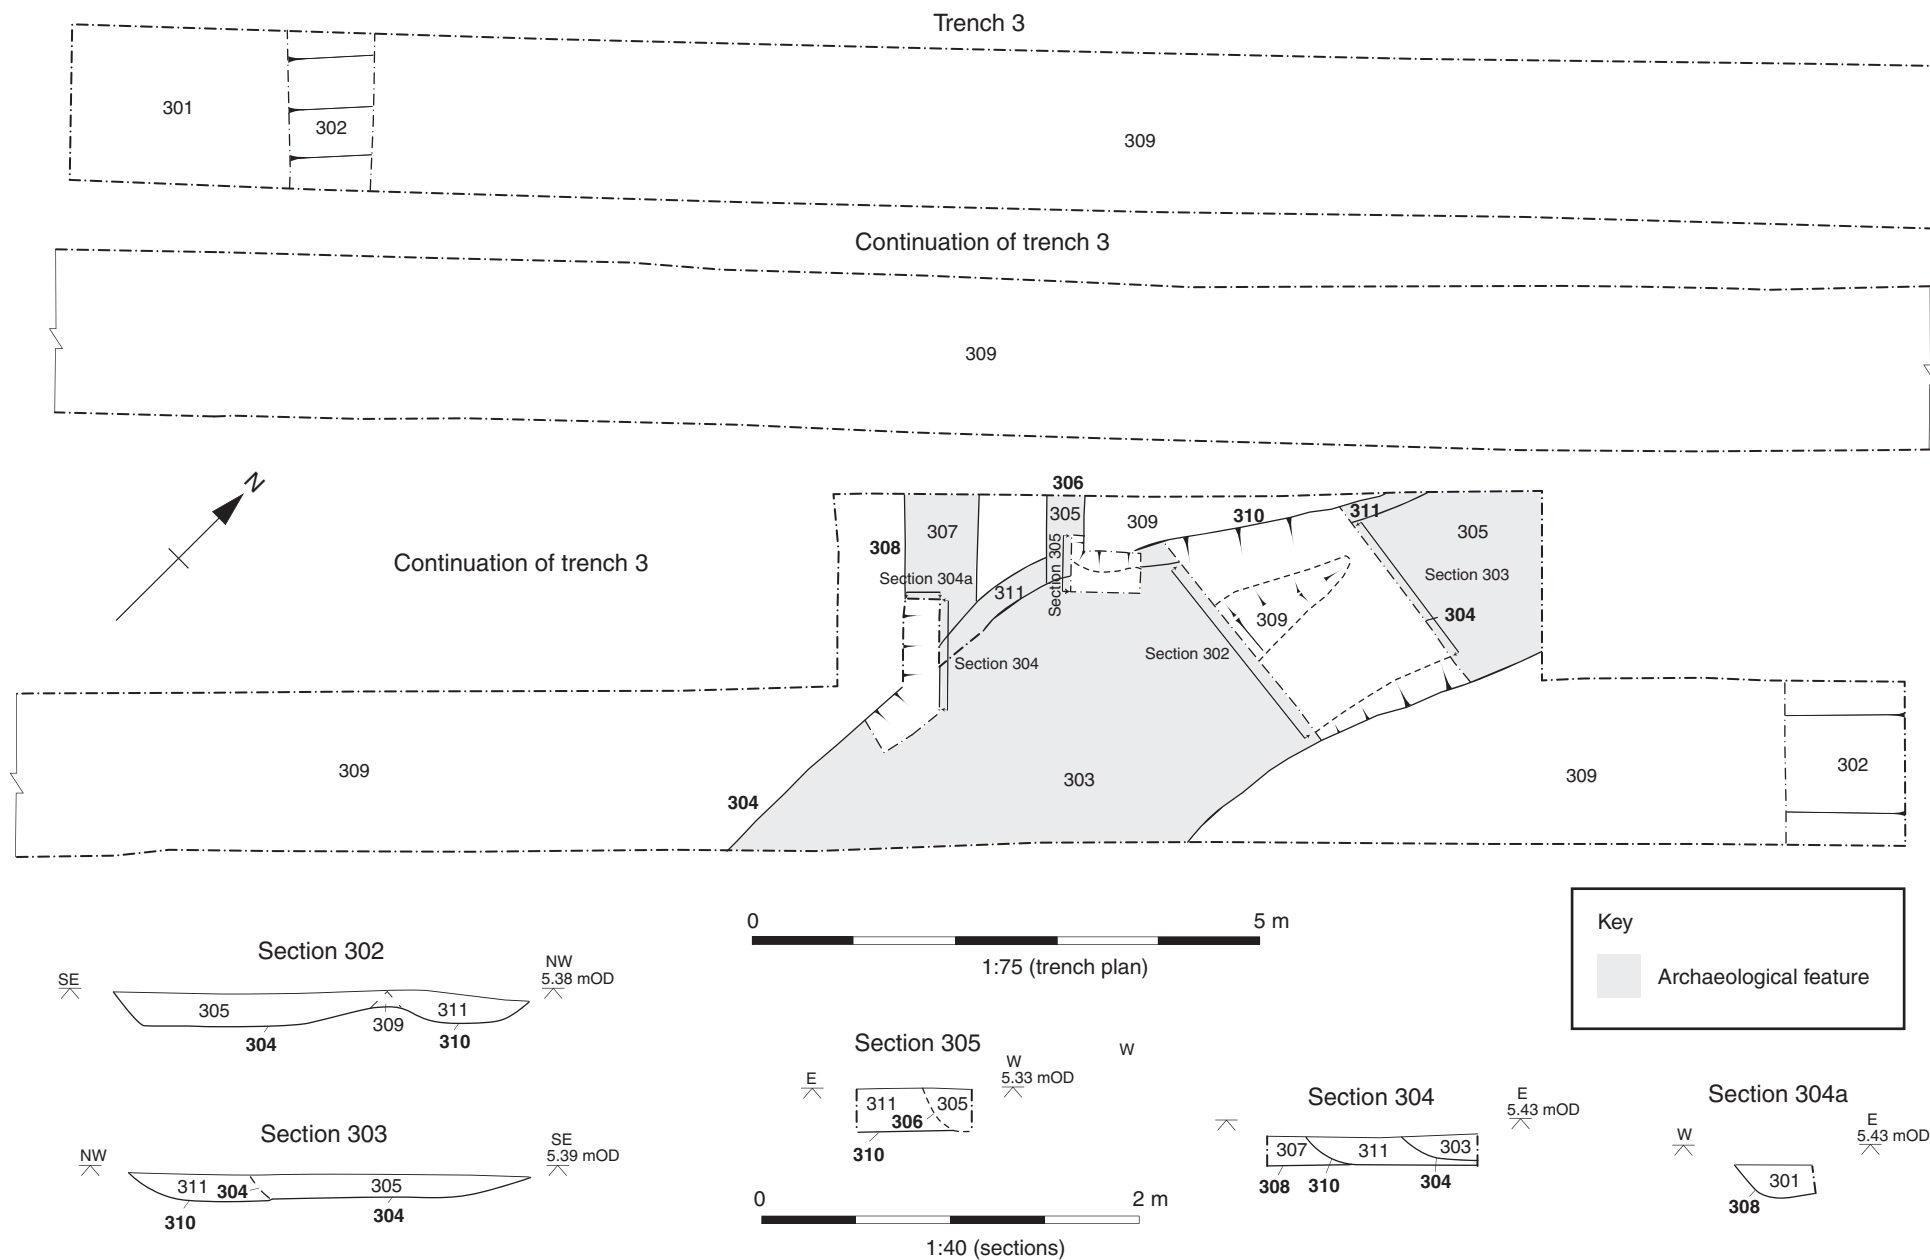 Trench 3
301
302
309
Continuation of trench 3
309
N
Continuation of trench 3
306
307
305
309
310
311
305
308
Section 304a
Section 305
Section 303
311
309
304
Section 304
Section 302
309
304
303
309
302
Section 302
SE
NW
5.38 mOD
305
309
311
304
310
Section 303
NW
SE
5.39 mOD
311
304
305
310
304
0
5 m
1:75 (trench plan)
Section 305
E
W
5.33 mOD
W
311
305
306
310
0
2 m
1:40 (sections)
Key
Archaeological feature
Section 304
E
5.43 mOD
307
311
303
308
310
304
Section 304a
W
E
5.43 mOD
301
308